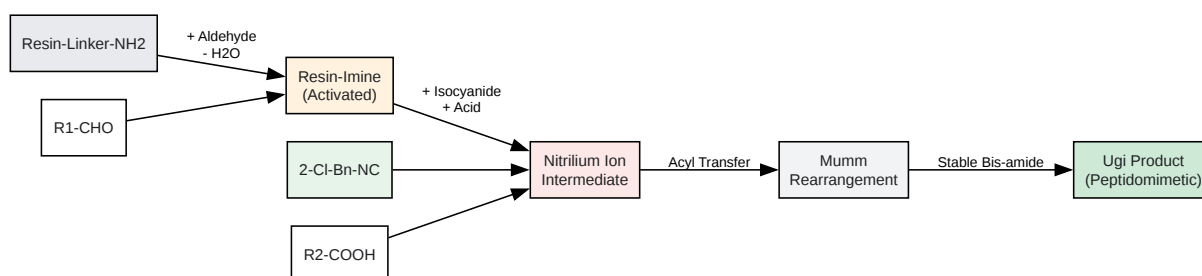 Resin-Linker-NH2
+ Aldehyde
- H2O
R1-CHO
Resin-Imine
(Activated)
+ Isocyanide
+ Acid
2-Cl-Bn-NC
R2-COOH
Nitrilium Ion
Intermediate
Acyl Transfer
Mumm
Rearrangement
Stable Bis-amide
Ugi Product
(Peptidomimetic)